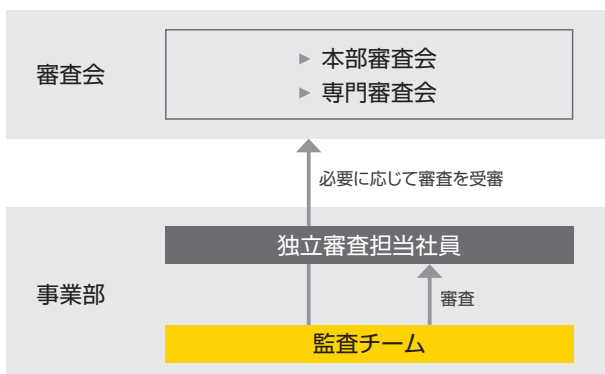 審査会
▶ 本部審査会
▶ 専門審査会
必要に応じて審査を受審
独立審査担当社員
事業部
審査
監査チーム